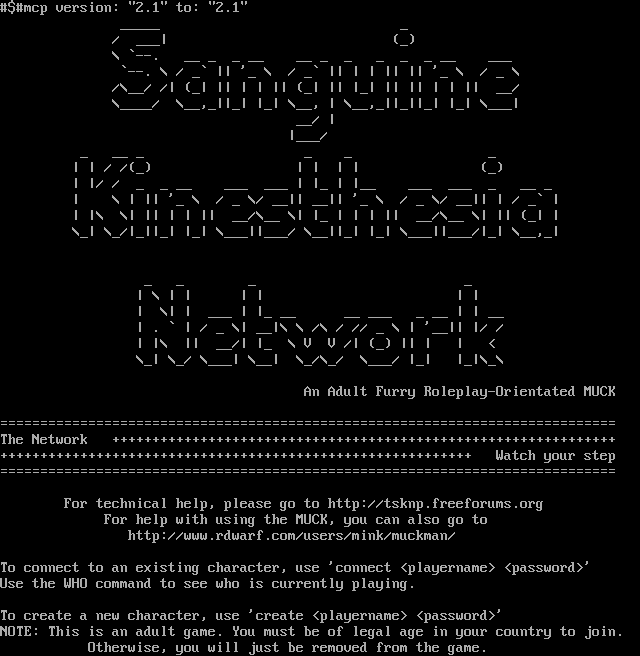 #$#mcp version: "2.1" to: "2.1"
Sanguine
Kinesthesia
Network
An Adult Furry Roleplay-Orientated MUCK
==============================================================================
The Network   +++++++++++++++++++++++++++++++++++++++++++++++++++++++++++++++
+++++++++++++++++++++++++++++++++++++++++++++++++++++++++++   Watch your step
==============================================================================
For technical help, please go to http://tsknp.freeforums.org
For help with using the MUCK, you can also go to
http://www.rdwarf.com/users/mink/muckman/
To connect to an existing character, use 'connect <playername> <password>'
Use the WHO command to see who is currently playing.
To create a new character, use 'create <playername> <password>'
NOTE: This is an adult game. You must be of legal age in your country to join.
Otherwise, you will just be removed from the game.